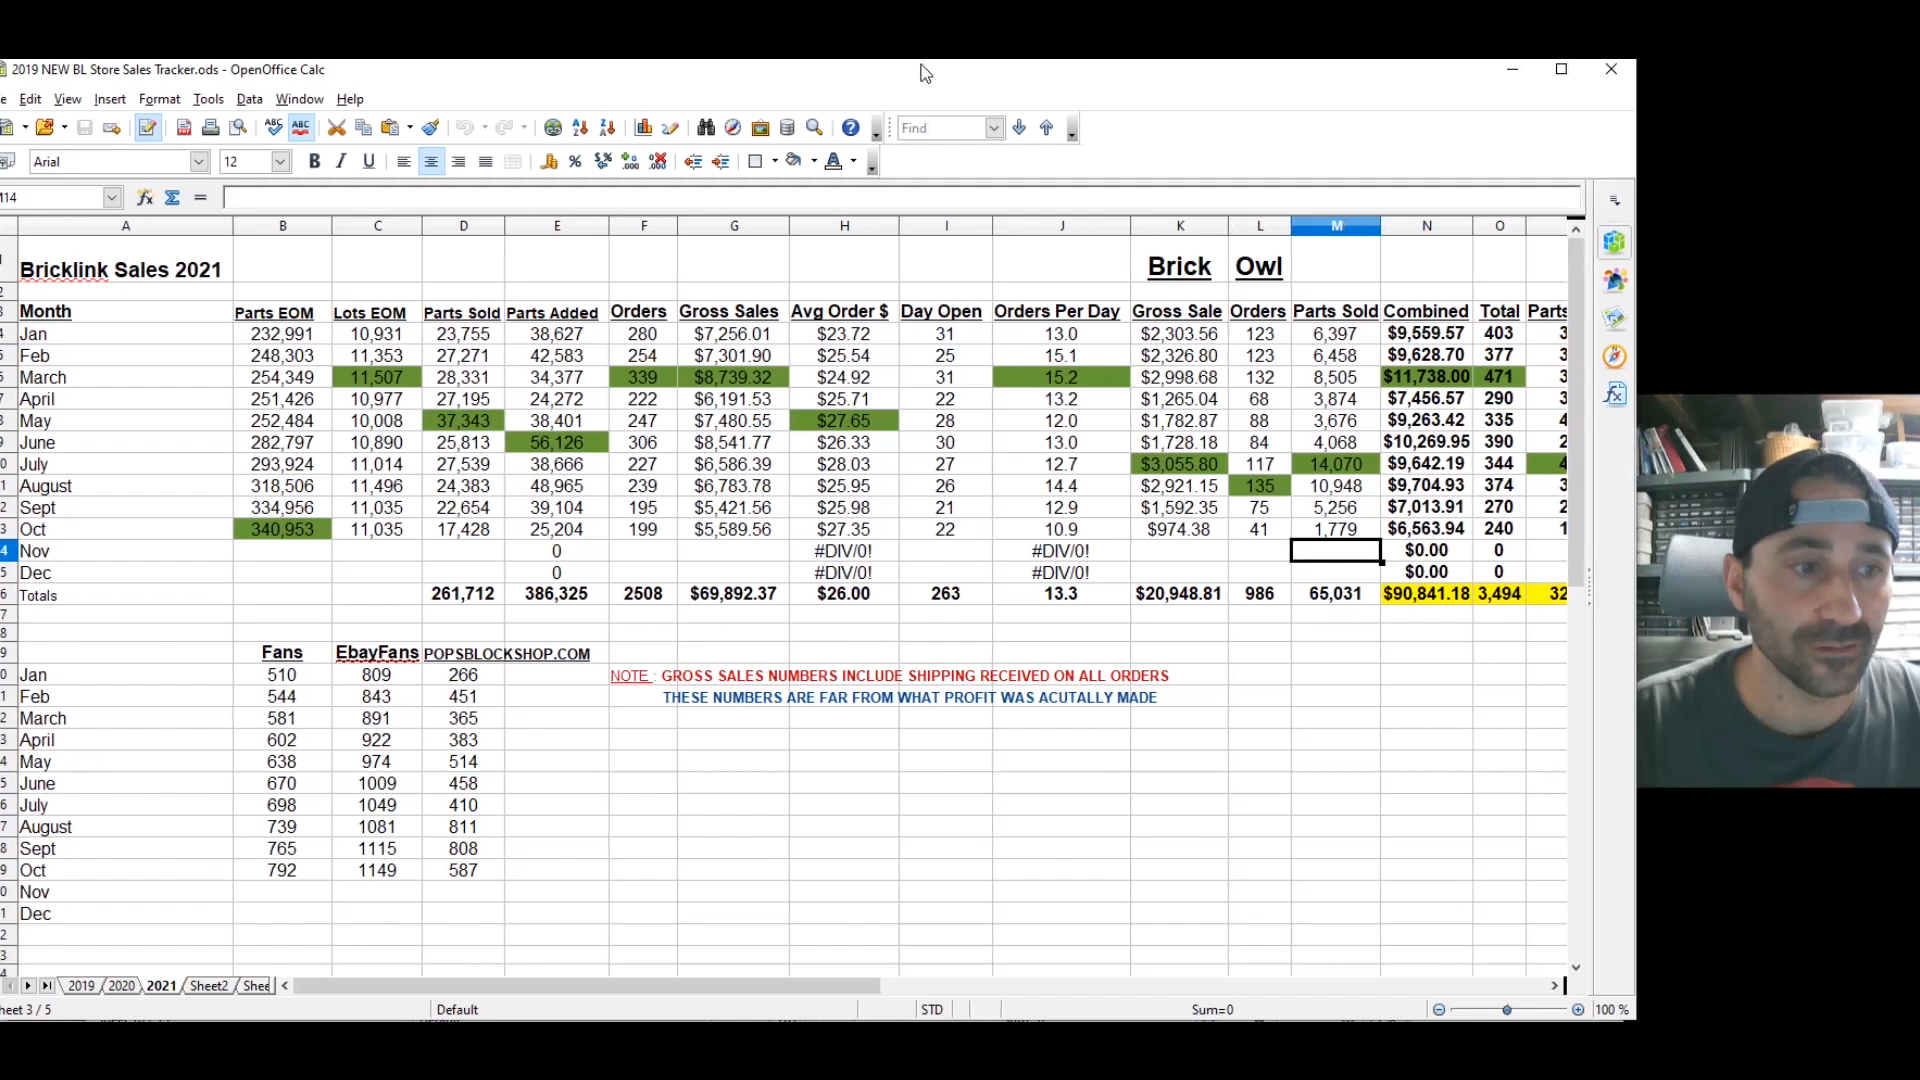 2019 NEW BL Store Sales Tracker.ods - OpenOffice Calc
Edit View Insert Format Tools Data Window Help
Find
Arial 12
A B C D E F G H I J K L M N O
Bricklink Sales 2021 Brick Owl
Month Parts EOM Lots EOM Parts Sold Parts Added Orders Gross Sales Avg Order $ Day Open Orders Per Day Gross Sale Orders Parts Sold Combined Total Parts
Jan 232,991 10,931 23,755 38,627 280 $7,256.01 $23.72 31 13.0 $2,303.56 123 6,397 $9,559.57 403 3
Feb 248,303 11,353 27,271 42,583 254 $7,301.90 $25.54 25 15.1 $2,326.80 123 6,458 $9,628.70 377 3
March 254,349 11,507 28,331 34,377 339 $8,739.32 $24.92 31 15.2 $2,998.68 132 8,505 $11,738.00 471 3
April 251,426 10,977 27,195 24,272 222 $6,191.53 $25.71 22 13.2 $1,265.04 68 3,874 $7,456.57 290 3
May 252,484 10,008 37,343 38,401 247 $7,480.55 $27.65 28 12.0 $1,782.87 88 3,676 $9,263.42 335 4
June 282,797 10,890 25,813 56,126 306 $8,541.77 $26.33 30 13.0 $1,728.18 84 4,068 $10,269.95 390 2
July 293,924 11,014 27,539 38,666 227 $6,586.39 $28.03 27 12.7 $3,055.80 117 14,070 $9,642.19 344 4
August 318,506 11,496 24,383 48,965 239 $6,783.78 $25.95 26 14.4 $2,921.15 135 10,948 $9,704.93 374 3
Sept 334,956 11,035 22,654 39,104 195 $5,421.56 $25.98 21 12.9 $1,592.35 75 5,256 $7,013.91 270 2
Oct 340,953 11,035 17,428 25,204 199 $5,589.56 $27.35 22 10.9 $974.38 41 1,779 $6,563.94 240 1
Nov 0 #DIV/0! #DIV/0! $0.00 0
Dec 0 #DIV/0! #DIV/0! $0.00 0
Totals 261,712 386,325 2508 $69,892.37 $26.00 263 13.3 $20,948.81 986 65,031 $90,841.18 3,494 32
Fans EbayFans POPSBLOCKSHOP.COM
Jan 510 809 266 NOTE : GROSS SALES NUMBERS INCLUDE SHIPPING RECEIVED ON ALL ORDERS
Feb 544 843 451 THESE NUMBERS ARE FAR FROM WHAT PROFIT WAS ACUTALLY MADE
March 581 891 365
April 602 922 383
May 638 974 514
June 670 1009 458
July 698 1049 410
August 739 1081 811
Sept 765 1115 808
Oct 792 1149 587
Nov
Dec
2019 2020 2021 Sheet2 Shee
heet 3 / 5 Default STD Sum=0 100 %